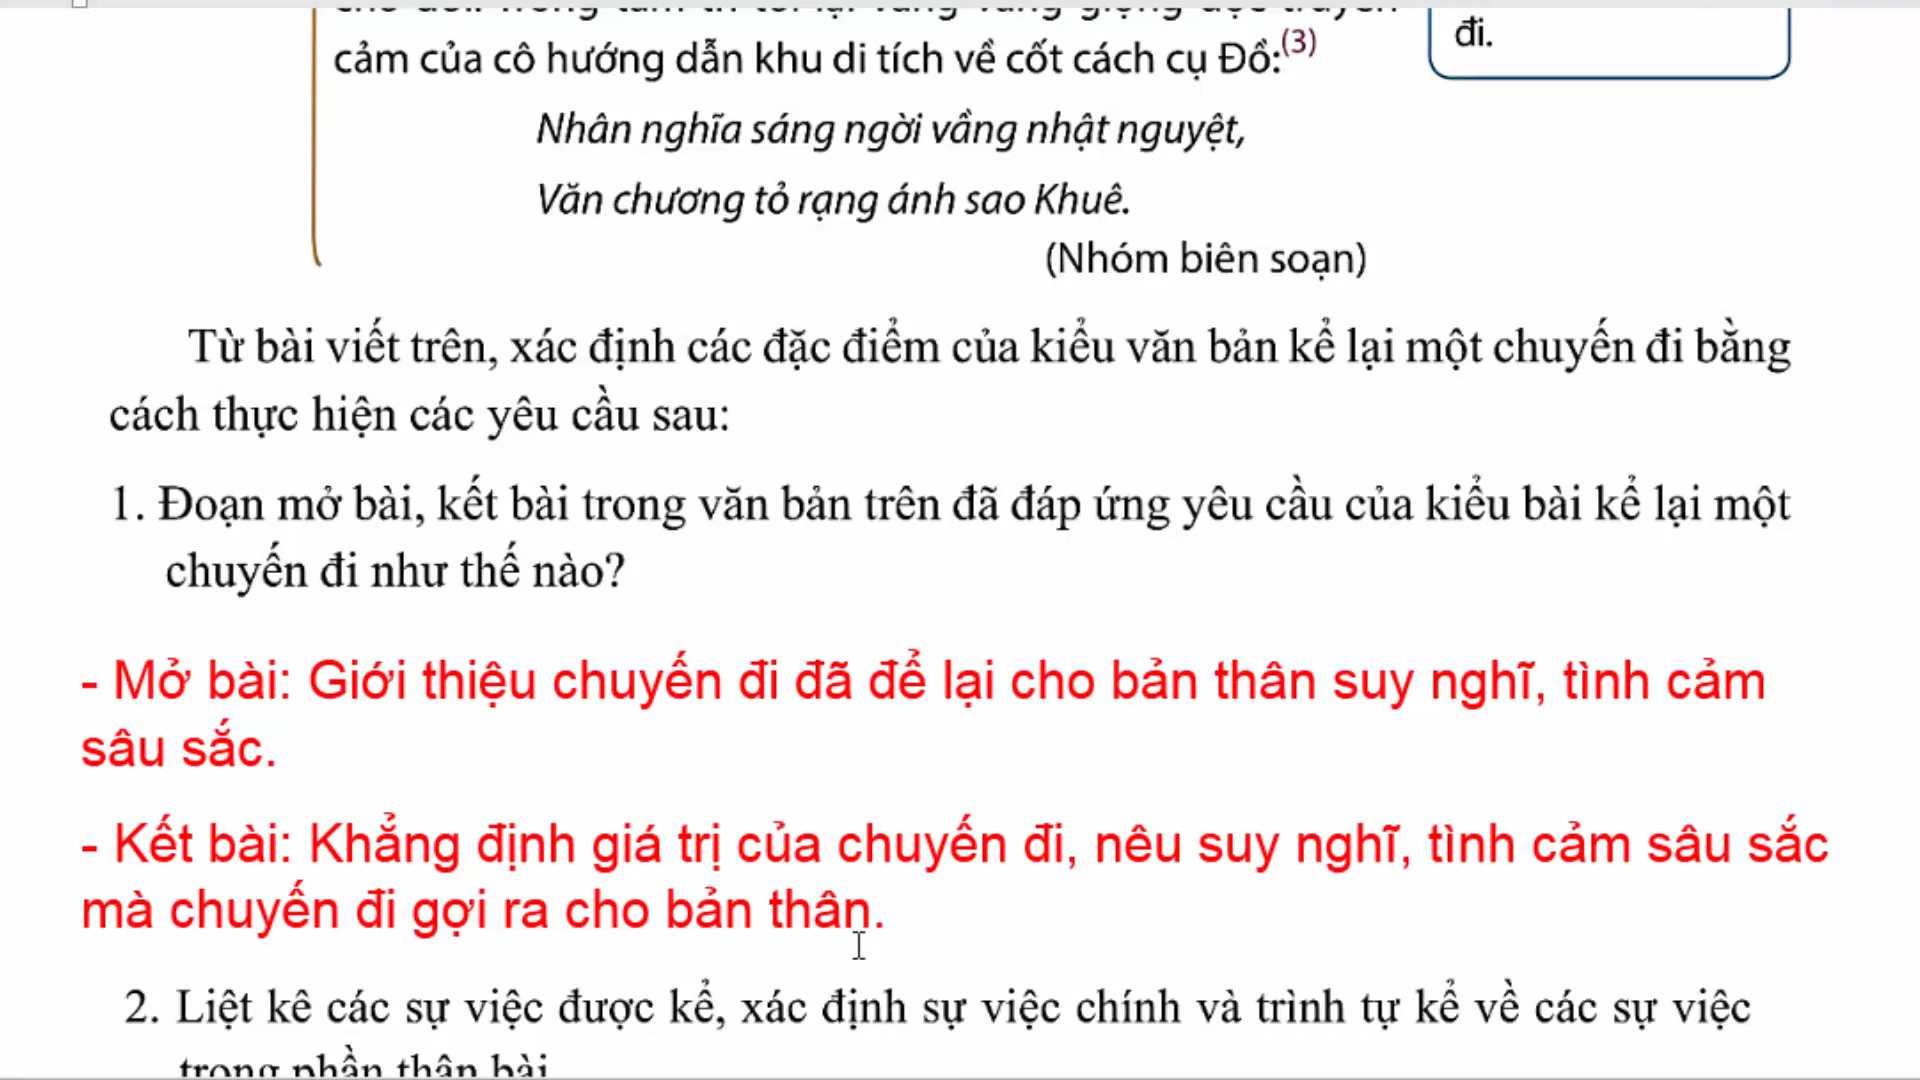 đi.
cảm của cô hướng dẫn khu di tích về cốt cách cụ Đồ:(3)
Nhân nghĩa sáng ngời vầng nhật nguyệt,
Văn chương tỏ rạng ánh sao Khuê.
(Nhóm biên soạn)
Từ bài viết trên, xác định các đặc điểm của kiểu văn bản kể lại một chuyến đi bằng
cách thực hiện các yêu cầu sau:
1. Đoạn mở bài, kết bài trong văn bản trên đã đáp ứng yêu cầu của kiểu bài kể lại một
chuyến đi như thế nào?
- Mở bài: Giới thiệu chuyến đi đã để lại cho bản thân suy nghĩ, tình cảm
sâu sắc.
- Kết bài: Khẳng định giá trị của chuyến đi, nêu suy nghĩ, tình cảm sâu sắc
mà chuyến đi gợi ra cho bản thân.
2. Liệt kê các sự việc được kể, xác định sự việc chính và trình tự kể về các sự việc
trong phần thân bài